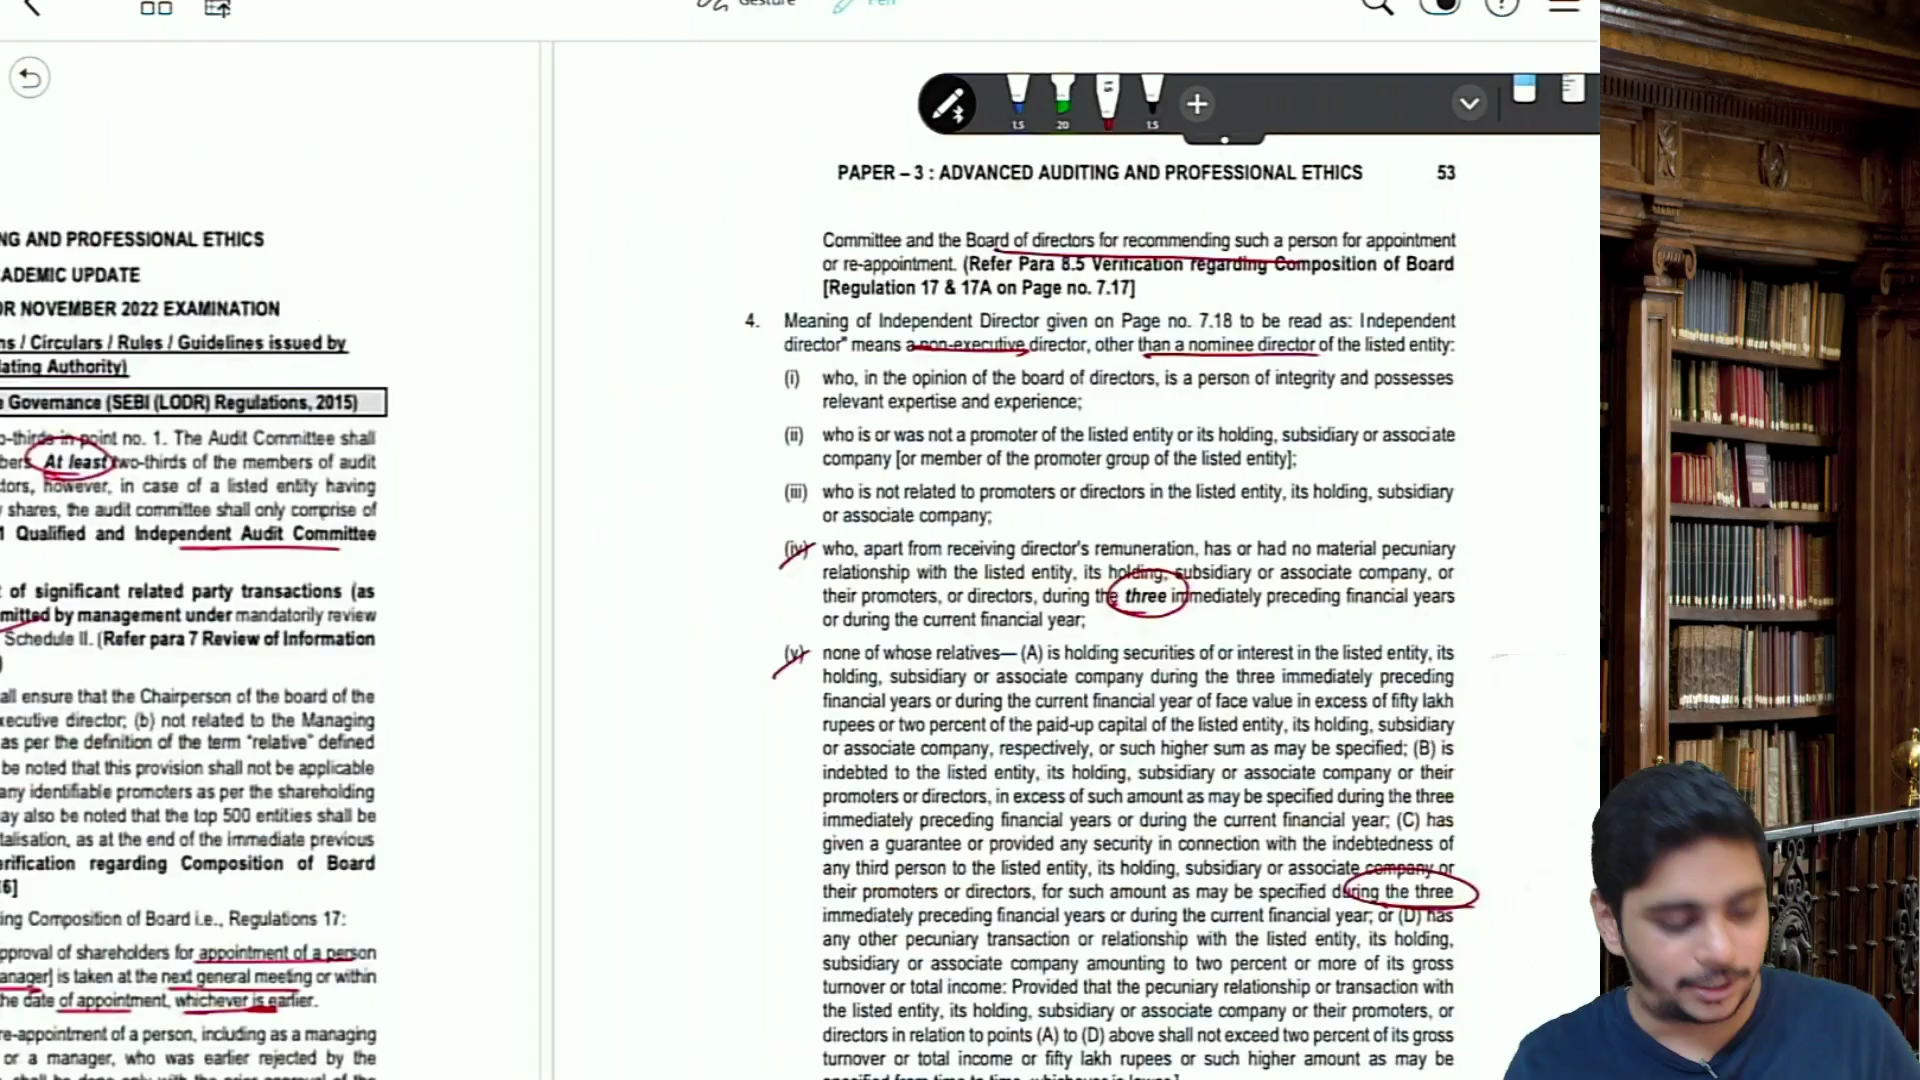 Gesture
Pen
1.5
20
1.5
NG AND PROFESSIONAL ETHICS
ADEMIC UPDATE
OR NOVEMBER 2022 EXAMINATION
ns / Circulars / Rules / Guidelines issued by
lating Authority)
e Governance (SEBI (LODR) Regulations, 2015)
o-thirds in point no. 1. The Audit Committee shall
bers. At least two-thirds of the members of audit
ctors, however, in case of a listed entity having
y shares, the audit committee shall only comprise of
1 Qualified and Independent Audit Committee
t of significant related party transactions (as
mitted by management under mandatorily review
Schedule II. (Refer para 7 Review of Information
)
all ensure that the Chairperson of the board of the
xecutive director; (b) not related to the Managing
as per the definition of the term "relative" defined
be noted that this provision shall not be applicable
any identifiable promoters as per the shareholding
ay also be noted that the top 500 entities shall be
talisation, as at the end of the immediate previous
erification regarding Composition of Board
6]
ing Composition of Board i.e., Regulations 17:
pproval of shareholders for appointment of a person
anager] is taken at the next general meeting or within
he date of appointment, whichever is earlier.
re-appointment of a person, including as a managing
or a manager, who was earlier rejected by the
shall be done only with the prior approval of the
PAPER – 3 : ADVANCED AUDITING AND PROFESSIONAL ETHICS 53
Committee and the Board of directors for recommending such a person for appointment
or re-appointment. (Refer Para 8.5 Verification regarding Composition of Board
[Regulation 17 & 17A on Page no. 7.17]
4. Meaning of Independent Director given on Page no. 7.18 to be read as: Independent
director" means a non-executive director, other than a nominee director of the listed entity:
(i) who, in the opinion of the board of directors, is a person of integrity and possesses
relevant expertise and experience;
(ii) who is or was not a promoter of the listed entity or its holding, subsidiary or associate
company [or member of the promoter group of the listed entity];
(iii) who is not related to promoters or directors in the listed entity, its holding, subsidiary
or associate company;
(iv) who, apart from receiving director's remuneration, has or had no material pecuniary
relationship with the listed entity, its holding, subsidiary or associate company, or
their promoters, or directors, during the three immediately preceding financial years
or during the current financial year;
(v) none of whose relatives— (A) is holding securities of or interest in the listed entity, its
holding, subsidiary or associate company during the three immediately preceding
financial years or during the current financial year of face value in excess of fifty lakh
rupees or two percent of the paid-up capital of the listed entity, its holding, subsidiary
or associate company, respectively, or such higher sum as may be specified; (B) is
indebted to the listed entity, its holding, subsidiary or associate company or their
promoters or directors, in excess of such amount as may be specified during the three
immediately preceding financial years or during the current financial year; (C) has
given a guarantee or provided any security in connection with the indebtedness of
any third person to the listed entity, its holding, subsidiary or associate company or
their promoters or directors, for such amount as may be specified during the three
immediately preceding financial years or during the current financial year; or (D) has
any other pecuniary transaction or relationship with the listed entity, its holding,
subsidiary or associate company amounting to two percent or more of its gross
turnover or total income: Provided that the pecuniary relationship or transaction with
the listed entity, its holding, subsidiary or associate company or their promoters, or
directors in relation to points (A) to (D) above shall not exceed two percent of its gross
turnover or total income or fifty lakh rupees or such higher amount as may be
specified from time to time, whichever is lower.]